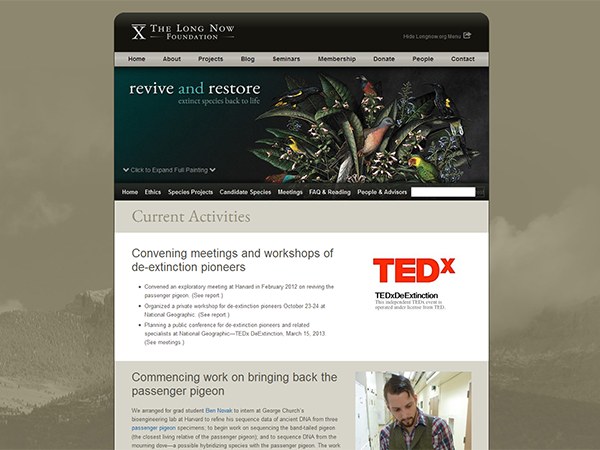 THE LONG NOW
FOUNDATION
Hide Longnow.org Menu
Home About Projects Blog Seminars Membership Donate People Contact
revive and restore
extinct species back to life
Click to Expand Full Painting
Home Ethics Species Projects Candidate Species Meetings FAQ & Reading People & Advisors
Current Activities
Convening meetings and workshops of
de-extinction pioneers
Convened an exploratory meeting at Harvard in February 2012 on reviving the
passenger pigeon. (See report.)
Organized a private workshop for de-extinction pioneers October 23-24 at
National Geographic. (See report.)
Planning a public conference for de-extinction pioneers and related
specialists at National Geographic—TEDx DeExtinction, March 15, 2013.
(See meetings.)
TEDx
TEDxDeExtinction
This independent TEDx event is
operated under license from TED.
Commencing work on bringing back the
passenger pigeon
We arranged for grad student Ben Novak to intern at George Church's
bioengineering lab at Harvard to refine his sequence data of ancient DNA from three
passenger pigeon specimens; to begin work on sequencing the band-tailed pigeon
(the closest living relative of the passenger pigeon); and to sequence DNA from the
mourning dove—a possible hybridizing species with the passenger pigeon. The work